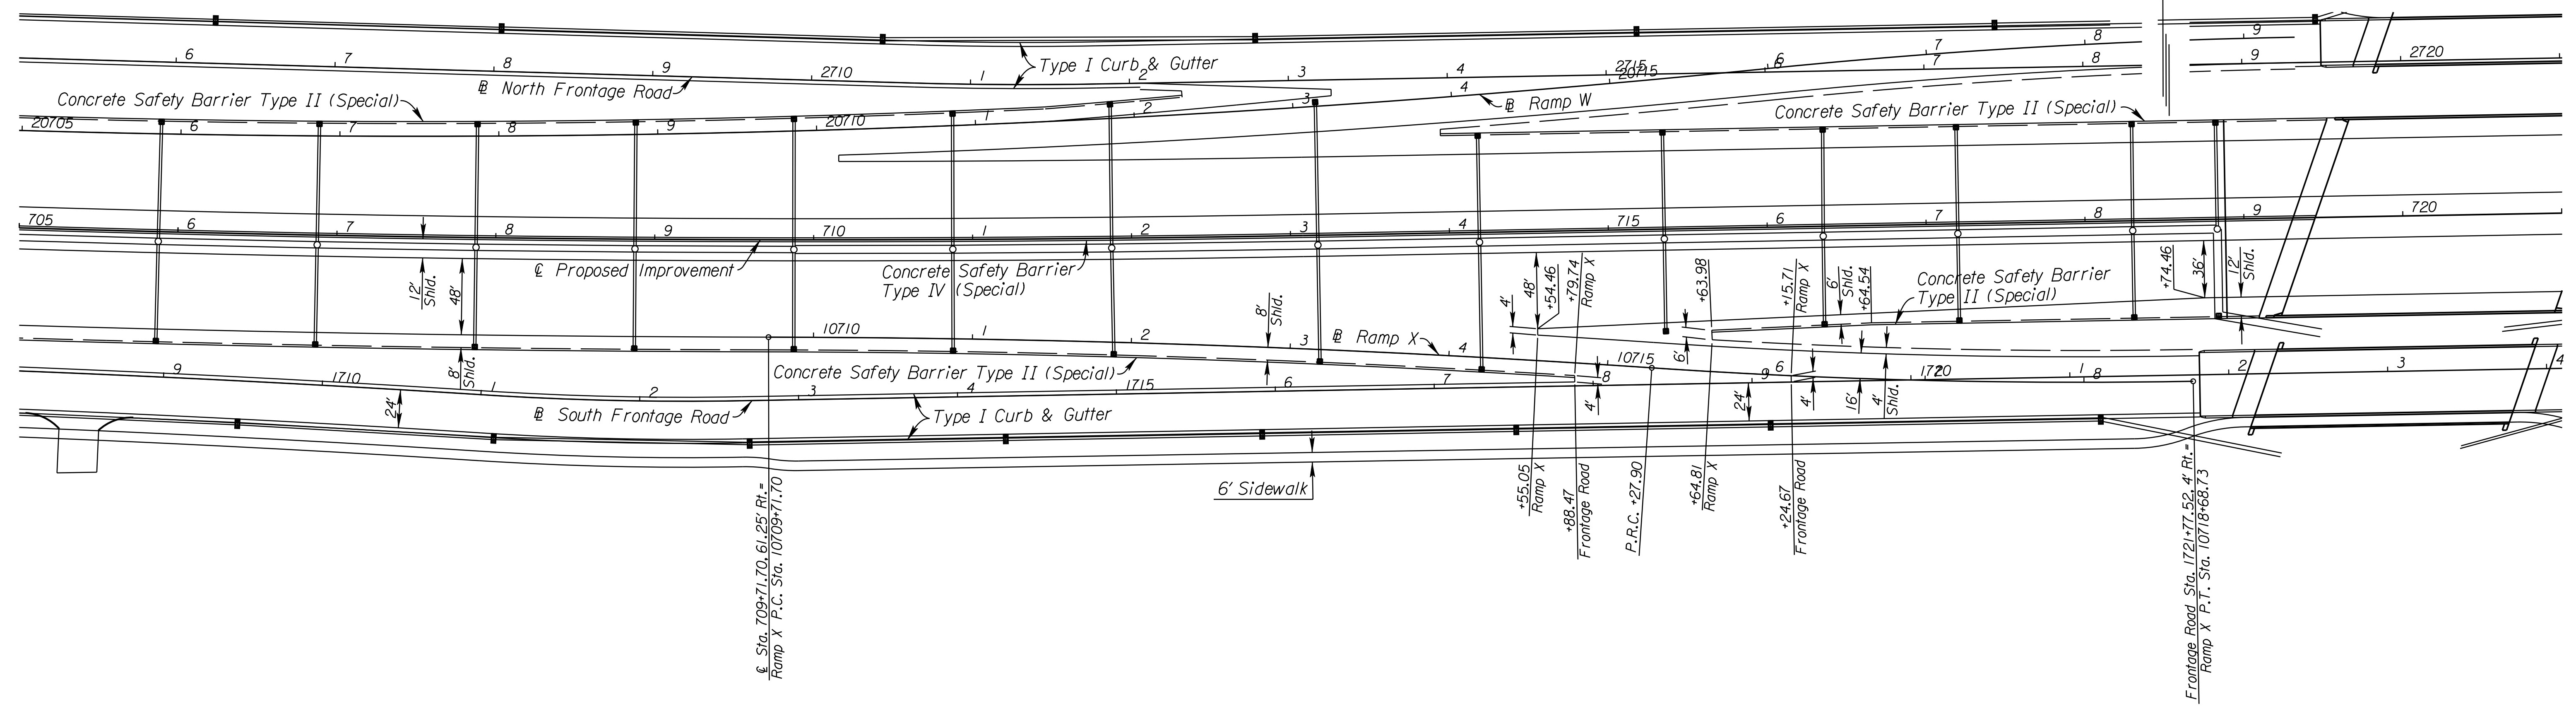 6 7 8 9 2710 1 2 3 4 2715 6 7 8 9 2720
20715 6 7 8 9
Type I Curb & Gutter
℄ North Frontage Road
Concrete Safety Barrier Type II (Special)
℄ Ramp W
Concrete Safety Barrier Type II (Special)
20705 6 7 8 9 20710 1 2 3 4
705 6 7 8 9 710 1 2 3 4 715 6 7 8 9 720
℄ Proposed Improvement
Concrete Safety Barrier
Type IV (Special)
12'
Shld.
48'
8'
Shld.
48'
4'
+54.46
+79.74
Ramp X
+63.98
+15.71
Ramp X
6'
Shld.
+64.54
Concrete Safety Barrier
Type II (Special)
+74.46
36'
12'
Shld.
10710 1 2 3 4 10715 6 7 8
℄ Ramp X
6'
8'
Shld.
Concrete Safety Barrier Type II (Special)
9 1710 1 2 3 4 1715 6 7 8 9 1720 1 2 3 4
24'
℄ South Frontage Road
Type I Curb & Gutter
4'
24'
4'
16'
4'
Shld.
6' Sidewalk
+55.05
Ramp X
+88.47
Frontage Road
P.R.C. +27.90
+64.81
Ramp X
+24.67
Frontage Road
℄ Sta. 709+71.70, 61.25' Rt.=
Ramp X P.C. Sta. 10709+71.70
Frontage Road Sta. 1721+77.52, 4' Rt.=
Ramp X P.T. Sta. 10718+68.73